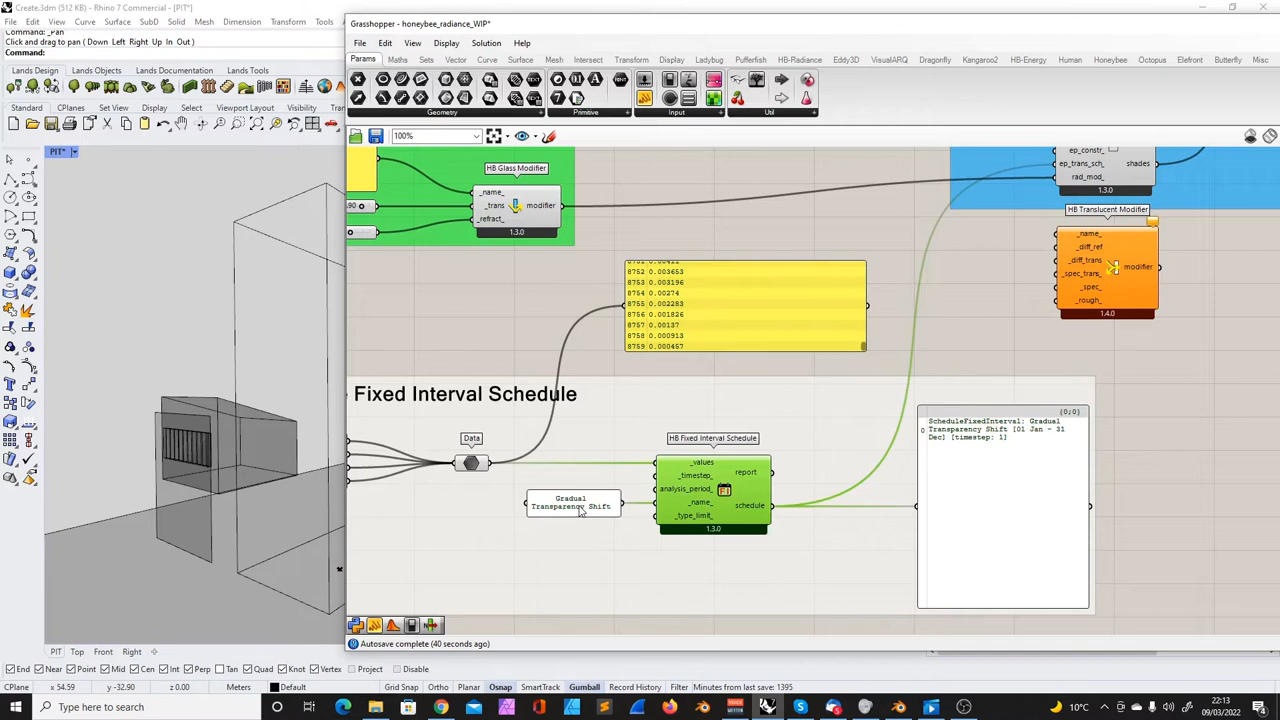 Create.3dm (512 KB) - Rhino 7 Commercial - [PIT*]
File Edit View Curve Surface SubD Solid Mesh Dimension Transform Tools
Command: _Pan
Click and drag to pan ( Down Left Right Up In Out )
Command:
Lands Design Lands Objects Lands Documentation Lands Tools
Standard CPlanes Set View Display Select Viewport Layout Visibility Tran
PIT*
Grasshopper - honeybee_radiance_WIP*
File Edit View Display Solution Help
Params Maths Sets Vector Curve Surface Mesh Intersect Transform Display Ladybug Pufferfish HB-Radiance Eddy3D VisualARQ Dragonfly Kangaroo2 HB-Energy Human Honeybee Octopus Elefront Butterfly Misc
Geometry Primitive Input Util
100%
HB Glass Modifier
_name_
_trans
_refract_
modifier
1.3.0
.90
ep_constr_
ep_trans_sch_
rad_mod_
shades
1.3.0
HB Translucent Modifier
_name_
_diff_ref
_diff_trans
_spec_trans_
_spec_
_rough_
modifier
1.4.0
8752 0.003653
8753 0.003196
8754 0.00274
8755 0.002283
8756 0.001826
8757 0.00137
8758 0.000913
8759 0.000457
Fixed Interval Schedule
Data
Gradual
Transparency Shift
HB Fixed Interval Schedule
_values
_timestep_
analysis_period_
_name_
_type_limit_
report
schedule
1.3.0
{0;0}
0 ScheduleFixedInterval: Gradual
Transparency Shift [01 Jan - 31
Dec] [timestep: 1]
Autosave complete (40 seconds ago)
PIT Top Front Right
End Near Point Mid Cen Int Perp Tan Quad Knot Vertex Project Disable
CPlane x 54.59 y -32.90 z 0.00 Meters Default Grid Snap Ortho Planar Osnap SmartTrack Gumball Record History Filter Minutes from last save: 1395
Type here to search
10°C
22:13
09/03/2022